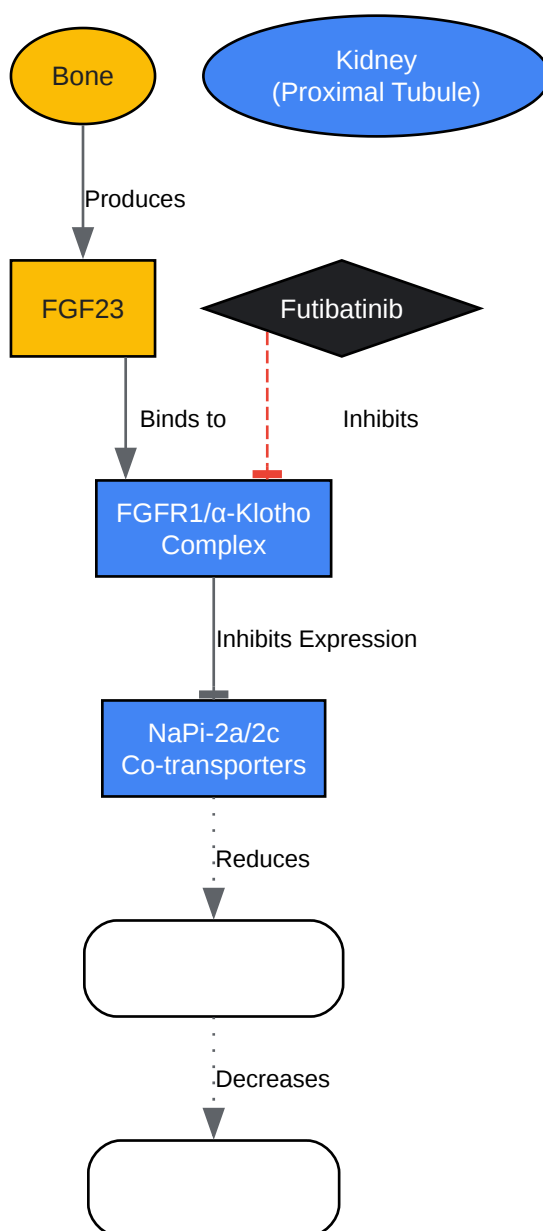 Bone
Kidney
(Proximal Tubule)
Produces
FGF23
Futibatinib
Binds to
Inhibits
FGFR1/α-Klotho
Complex
Inhibits Expression
NaPi-2a/2c
Co-transporters
Reduces
Decreases